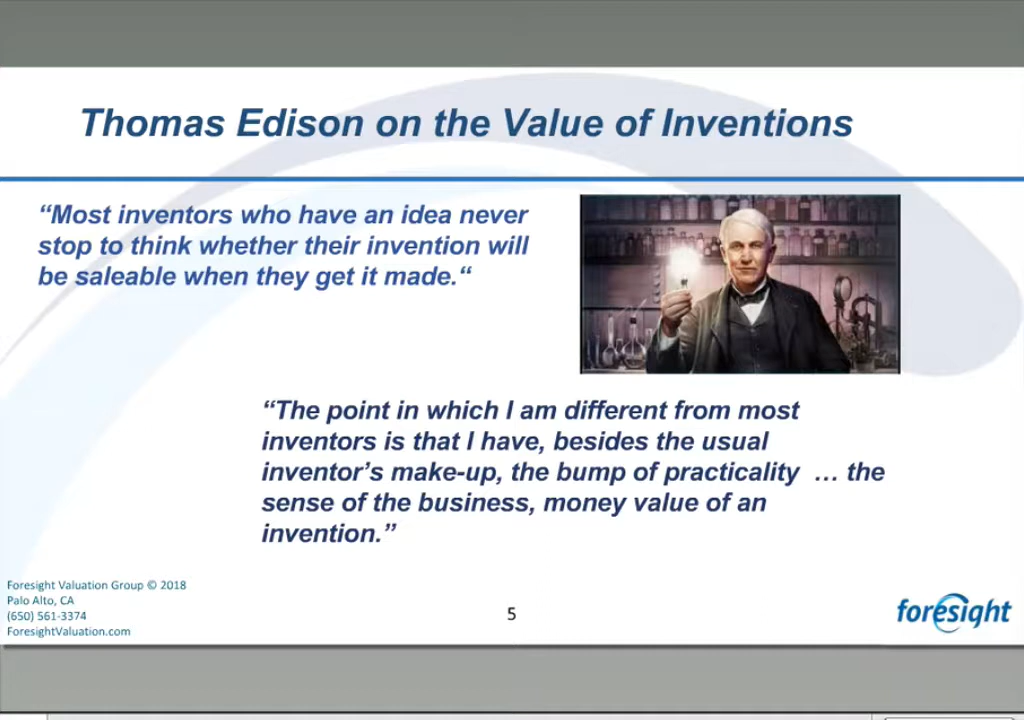 Thomas Edison on the Value of Inventions
“Most inventors who have an idea never
stop to think whether their invention will
be saleable when they get it made.“
“The point in which I am different from most
inventors is that I have, besides the usual
inventor’s make-up, the bump of practicality … the
sense of the business, money value of an
invention.”
Foresight Valuation Group © 2018
Palo Alto, CA
(650) 561-3374
ForesightValuation.com
5
foresight